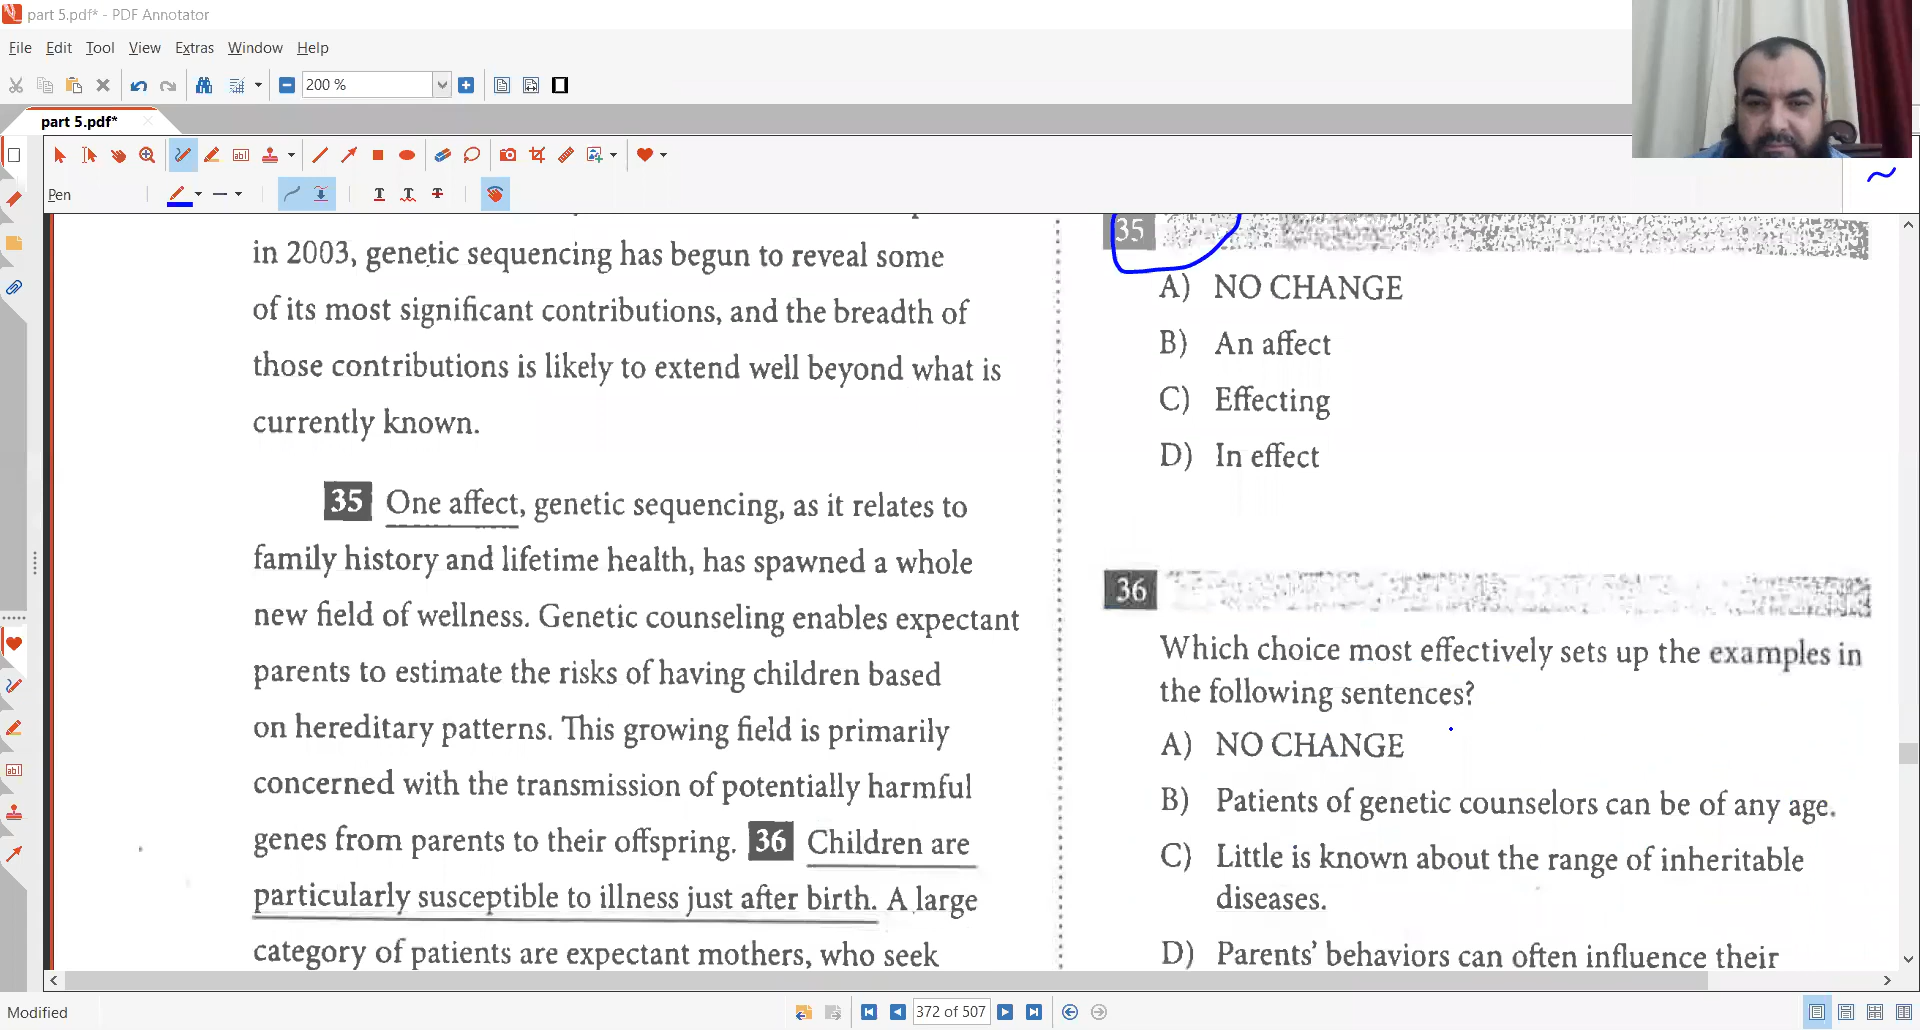 part 5.pdf* - PDF Annotator
File Edit Tool View Extras Window Help
200 %
part 5.pdf*
Pen
in 2003, genetic sequencing has begun to reveal some
of its most significant contributions, and the breadth of
those contributions is likely to extend well beyond what is
currently known.
35 One affect, genetic sequencing, as it relates to
family history and lifetime health, has spawned a whole
new field of wellness. Genetic counseling enables expectant
parents to estimate the risks of having children based
on hereditary patterns. This growing field is primarily
concerned with the transmission of potentially harmful
genes from parents to their offspring. 36 Children are
particularly susceptible to illness just after birth. A large
category of patients are expectant mothers, who seek
35
A) NO CHANGE
B) An affect
C) Effecting
D) In effect
36
Which choice most effectively sets up the examples in
the following sentences?
A) NO CHANGE
B) Patients of genetic counselors can be of any age.
C) Little is known about the range of inheritable
diseases.
D) Parents' behaviors can often influence their
Modified
372 of 507